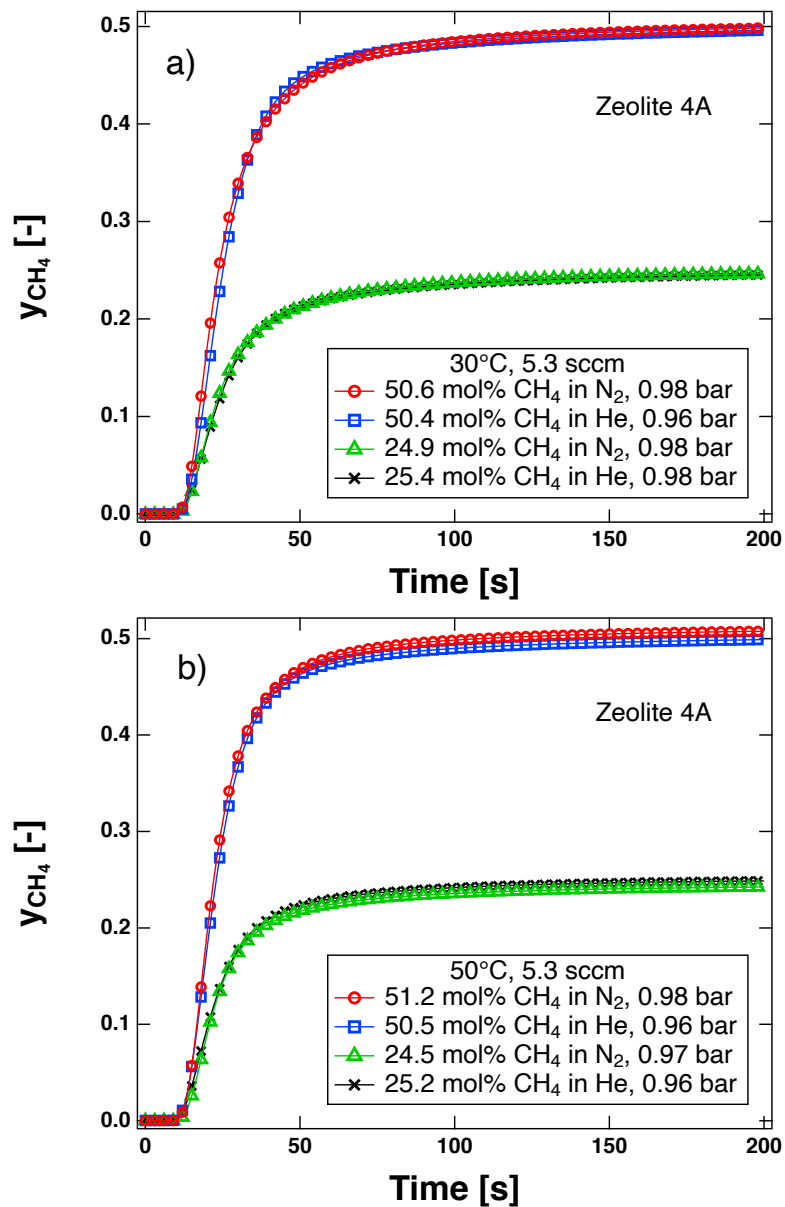 a)
Zeolite 4A
0.5
0.4
0.3
0.2
0.1
0.0
yCH₄ [-]
30°C, 5.3 sccm
50.6 mol% CH₄ in N₂, 0.98 bar
50.4 mol% CH₄ in He, 0.96 bar
24.9 mol% CH₄ in N₂, 0.98 bar
25.4 mol% CH₄ in He, 0.98 bar
0 50 100 150 200
Time [s]
b)
Zeolite 4A
0.5
0.4
0.3
0.2
0.1
0.0
yCH₄ [-]
50°C, 5.3 sccm
51.2 mol% CH₄ in N₂, 0.98 bar
50.5 mol% CH₄ in He, 0.96 bar
24.5 mol% CH₄ in N₂, 0.97 bar
25.2 mol% CH₄ in He, 0.96 bar
0 50 100 150 200
Time [s]